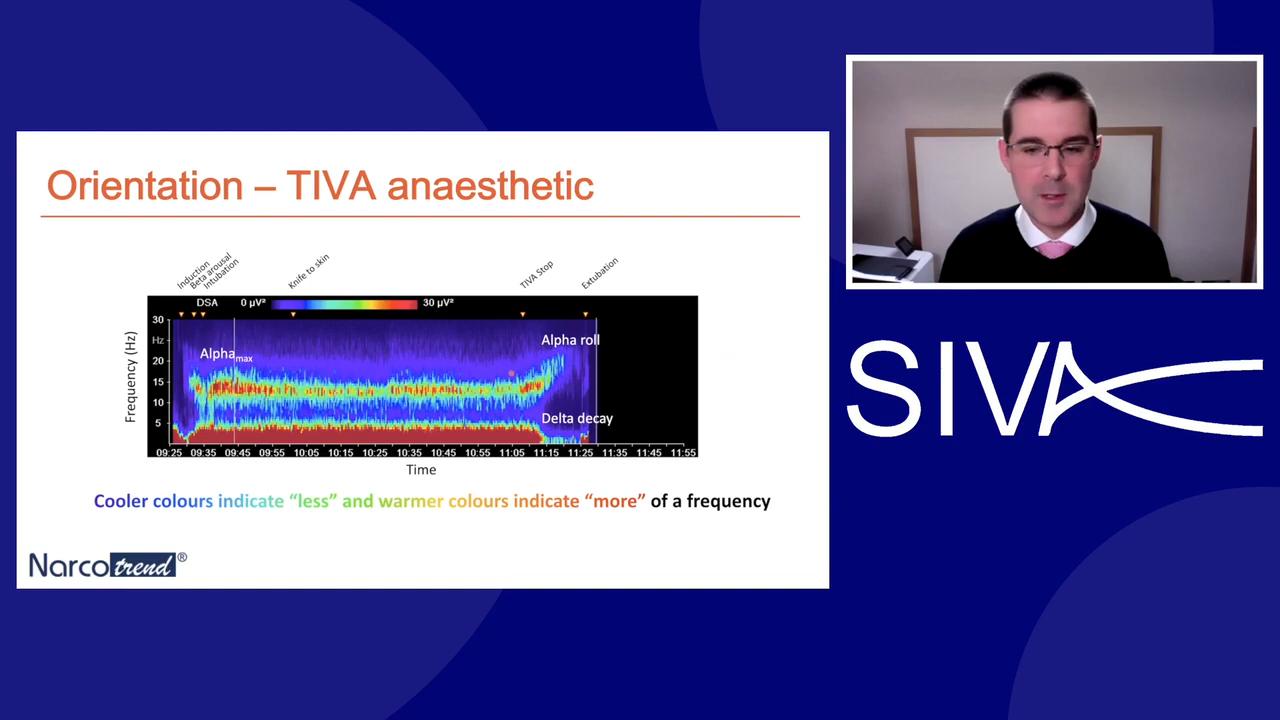 Orientation – TIVA anaesthetic
Induction
Beta arousal
Intubation
Knife to skin
TIVA Stop
Extubation
DSA 0 µV² 30 µV²
30
Hz
20
15
10
5
Frequency (Hz)
Alphamax
Alpha roll
Delta decay
09:25 09:35 09:45 09:55 10:05 10:15 10:25 10:35 10:45 10:55 11:05 11:15 11:25 11:35 11:45 11:55
Time
Cooler colours indicate “less” and warmer colours indicate “more” of a frequency
Narcotrend®
SIVA